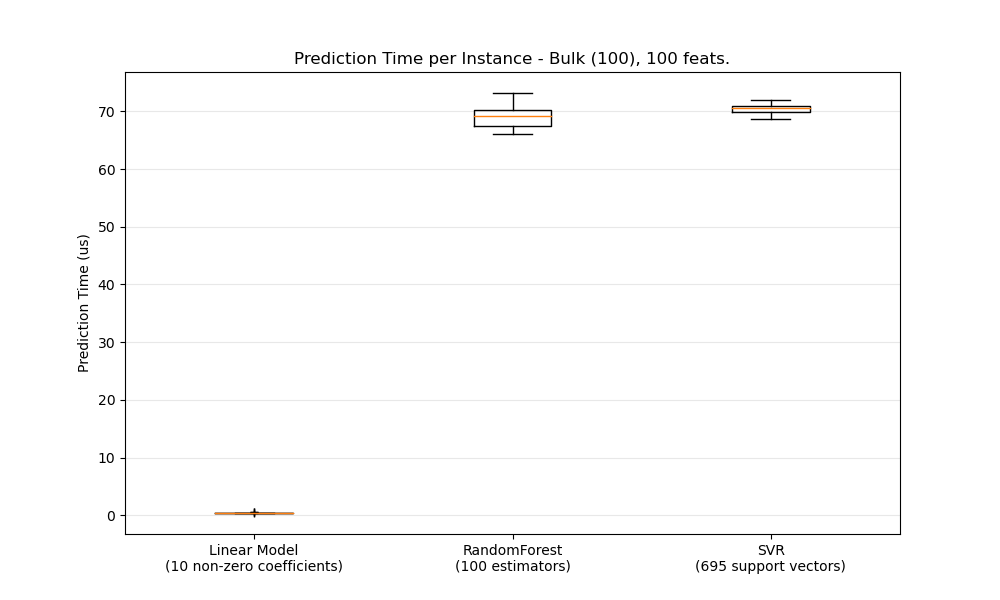 Prediction Time per Instance - Bulk (100), 100 feats.
Prediction Time (us)
70
60
50
40
30
20
10
0
Linear Model
(10 non-zero coefficients)
RandomForest
(100 estimators)
SVR
(695 support vectors)